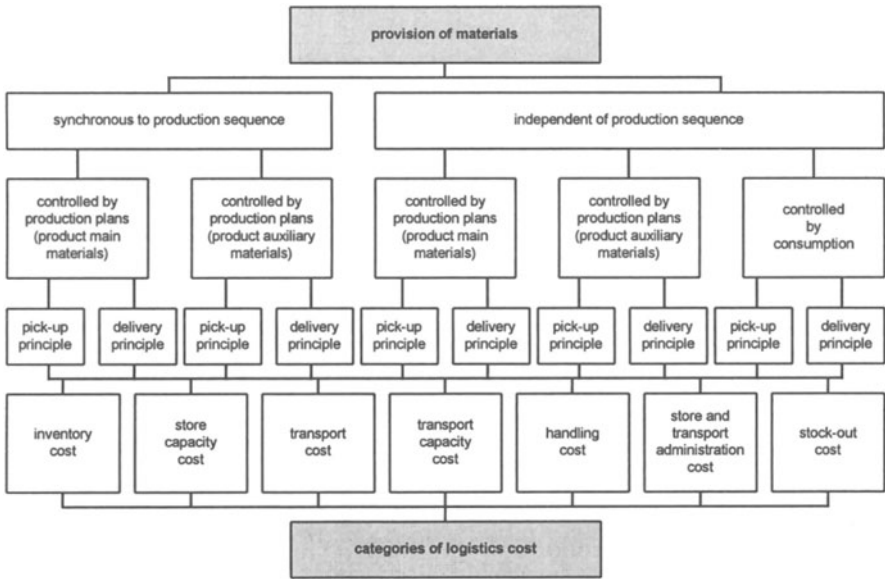 provision of materials
synchronous to production sequence
independent of production sequence
controlled by
production plans
(product main
materials)
controlled by
production plans
(product auxiliary
materials)
controlled by
production plans
(product main
materials)
controlled by
production plans
(product auxiliary
materials)
controlled
by
consumption
pick-up
principle
delivery
principle
pick-up
principle
delivery
principle
pick-up
principle
delivery
principle
pick-up
principle
delivery
principle
pick-up
principle
delivery
principle
inventory
cost
store
capacity
cost
transport
cost
transport
capacity
cost
handling
cost
store and
transport
administration
cost
stock-out
cost
categories of logistics cost